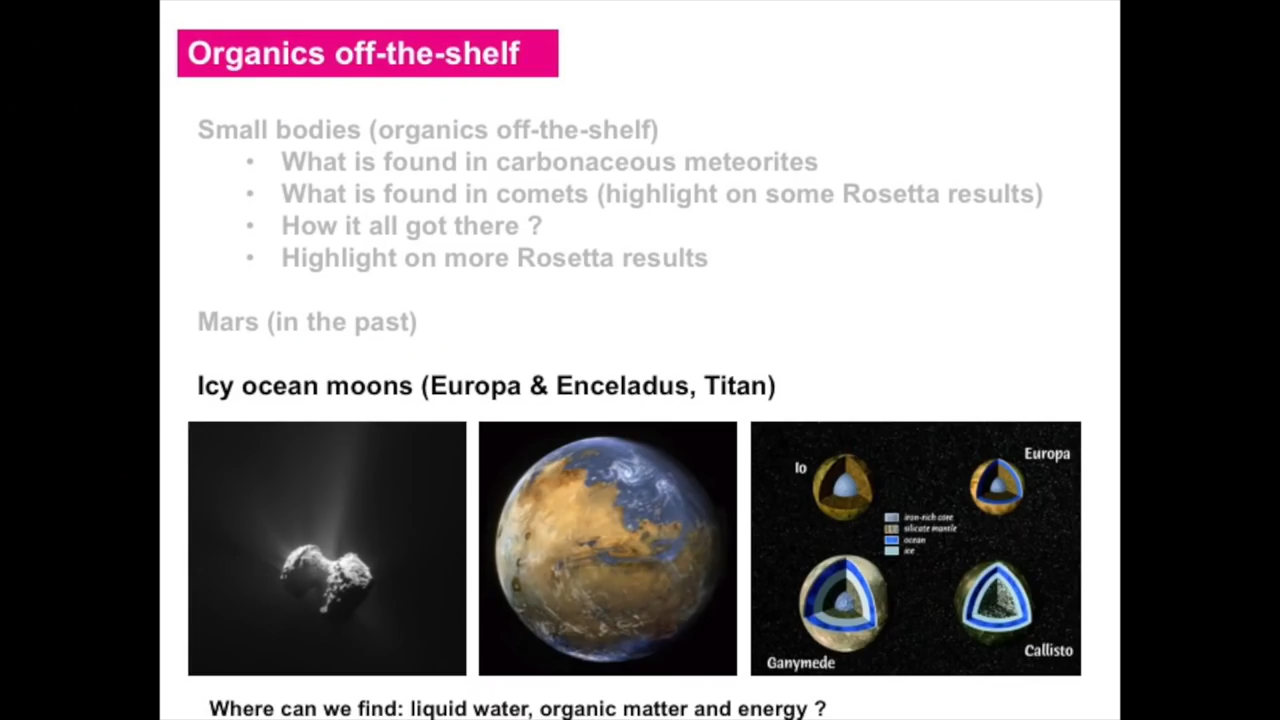 Organics off-the-shelf
Small bodies (organics off-the-shelf)
• What is found in carbonaceous meteorites
• What is found in comets (highlight on some Rosetta results)
• How it all got there ?
• Highlight on more Rosetta results
Mars (in the past)
Icy ocean moons (Europa & Enceladus, Titan)
Io
Europa
iron-rich core
silicate mantle
ocean
ice
Ganymede
Callisto
Where can we find: liquid water, organic matter and energy ?